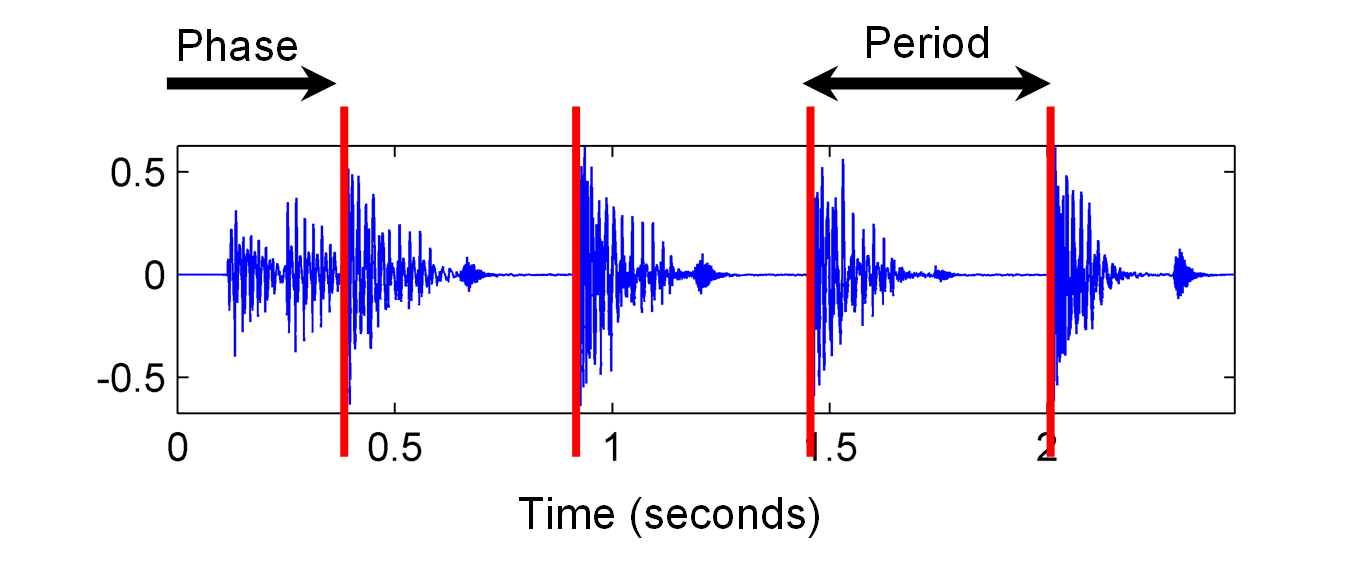 Phase
Period
0.5
0
-0.5
0 0.5 1 1.5 2
Time (seconds)